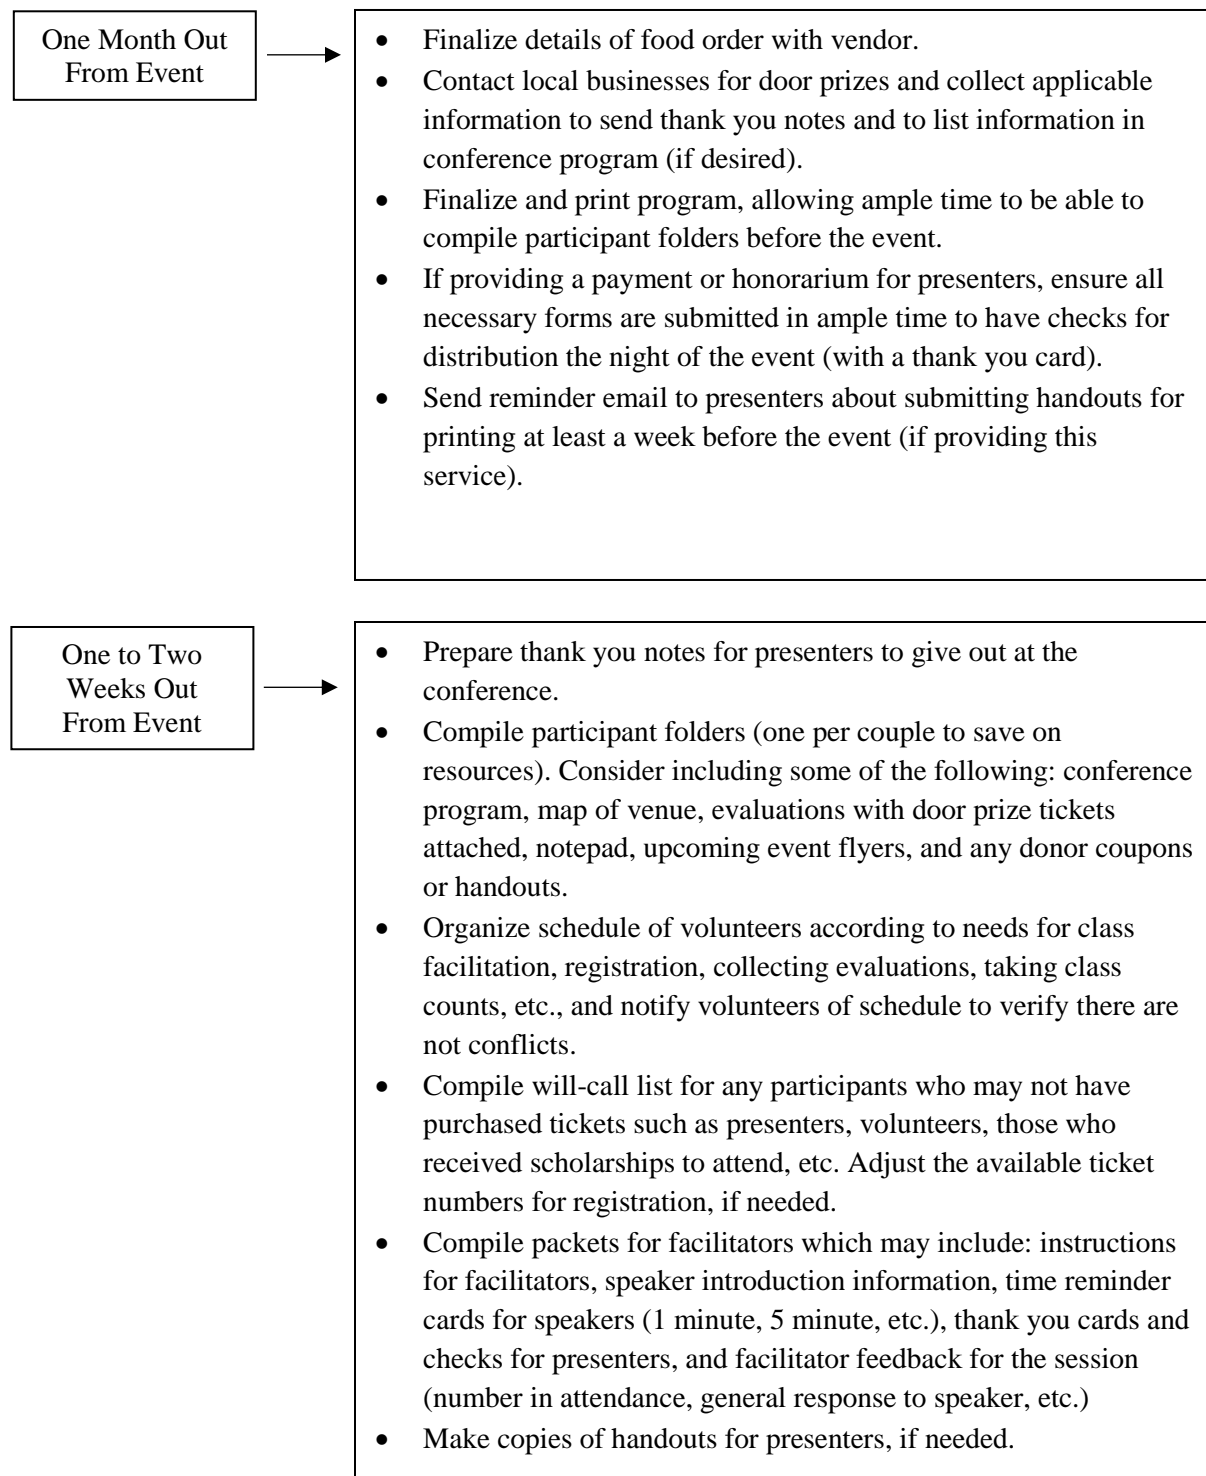 One Month Out
From Event
• Finalize details of food order with vendor.
• Contact local businesses for door prizes and collect applicable
information to send thank you notes and to list information in
conference program (if desired).
• Finalize and print program, allowing ample time to be able to
compile participant folders before the event.
• If providing a payment or honorarium for presenters, ensure all
necessary forms are submitted in ample time to have checks for
distribution the night of the event (with a thank you card).
• Send reminder email to presenters about submitting handouts for
printing at least a week before the event (if providing this
service).
One to Two
Weeks Out
From Event
• Prepare thank you notes for presenters to give out at the
conference.
• Compile participant folders (one per couple to save on
resources). Consider including some of the following: conference
program, map of venue, evaluations with door prize tickets
attached, notepad, upcoming event flyers, and any donor coupons
or handouts.
• Organize schedule of volunteers according to needs for class
facilitation, registration, collecting evaluations, taking class
counts, etc., and notify volunteers of schedule to verify there are
not conflicts.
• Compile will-call list for any participants who may not have
purchased tickets such as presenters, volunteers, those who
received scholarships to attend, etc. Adjust the available ticket
numbers for registration, if needed.
• Compile packets for facilitators which may include: instructions
for facilitators, speaker introduction information, time reminder
cards for speakers (1 minute, 5 minute, etc.), thank you cards and
checks for presenters, and facilitator feedback for the session
(number in attendance, general response to speaker, etc.)
• Make copies of handouts for presenters, if needed.